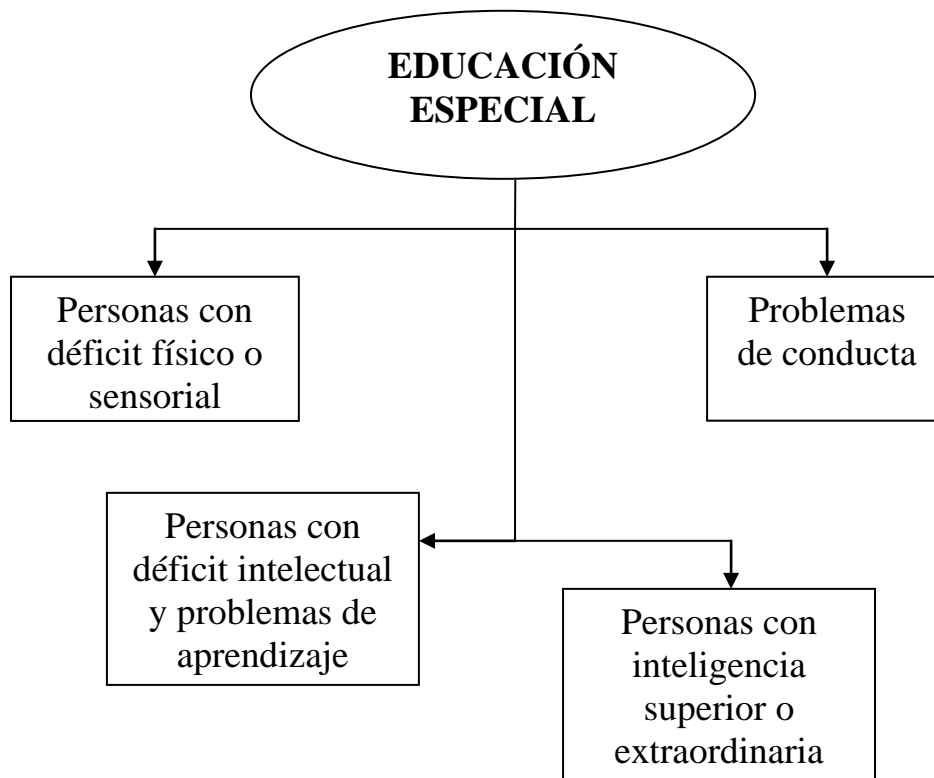 EDUCACIÓN
ESPECIAL
Personas con
déficit físico o
sensorial
Problemas
de conducta
Personas con
déficit intelectual
y problemas de
aprendizaje
Personas con
inteligencia
superior o
extraordinaria